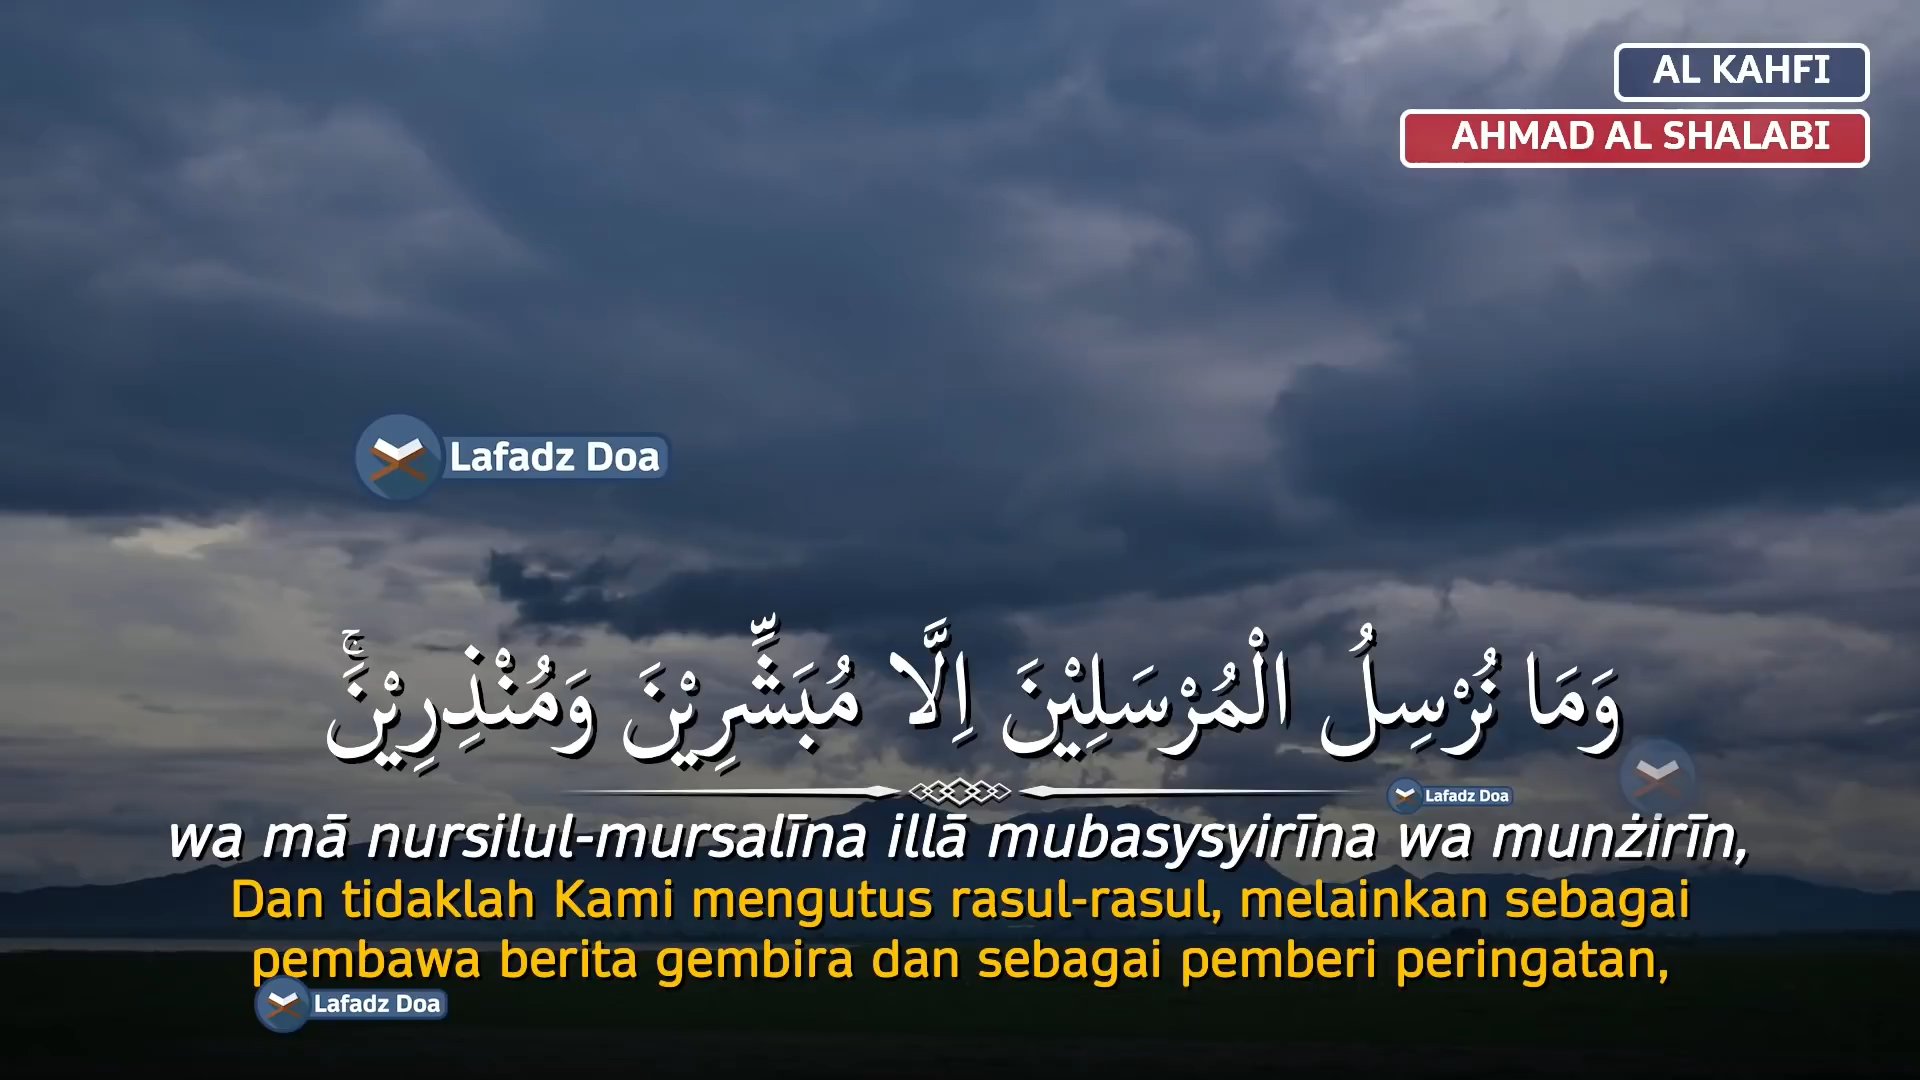 AL KAHFI
AHMAD AL SHALABI
Lafadz Doa
وَمَا نُرْسِلُ الْمُرْسَلِيْنَ اِلَّا مُبَشِّرِيْنَ وَمُنْذِرِيْنَۚ
Lafadz Doa
wa mā nursilul-mursalīna illā mubasysyirīna wa munżirīn,
Dan tidaklah Kami mengutus rasul-rasul, melainkan sebagai
pembawa berita gembira dan sebagai pemberi peringatan,
Lafadz Doa